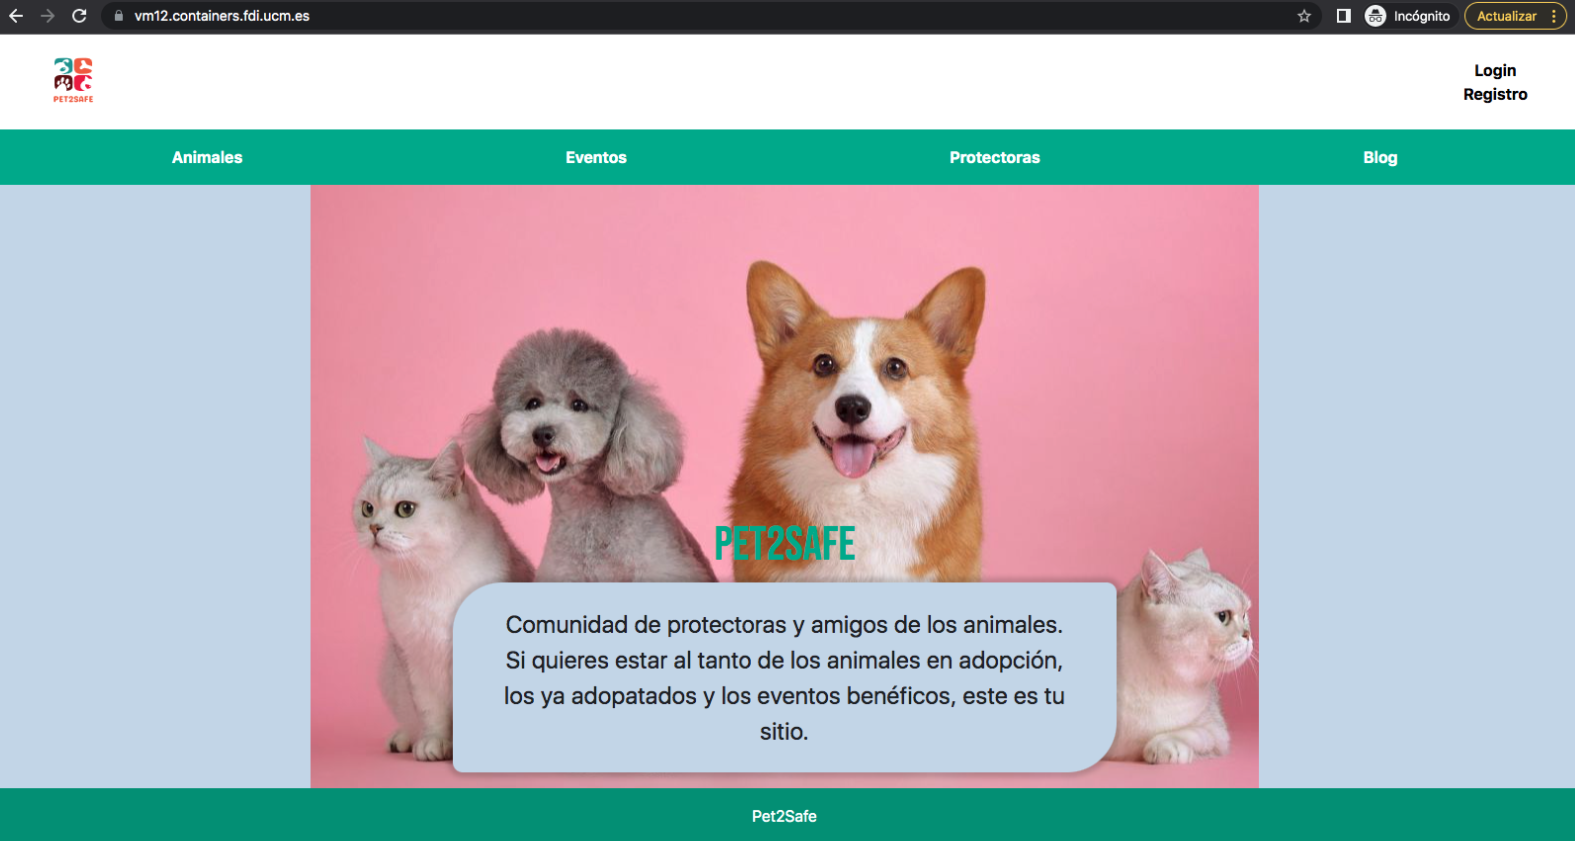 vm12.containers.fdi.ucm.es
Incógnito
Actualizar
PET2SAFE
Login
Registro
Animales
Eventos
Protectoras
Blog
PET2SAFE
Comunidad de protectoras y amigos de los animales.
Si quieres estar al tanto de los animales en adopción,
los ya adopatados y los eventos benéficos, este es tu
sitio.
Pet2Safe